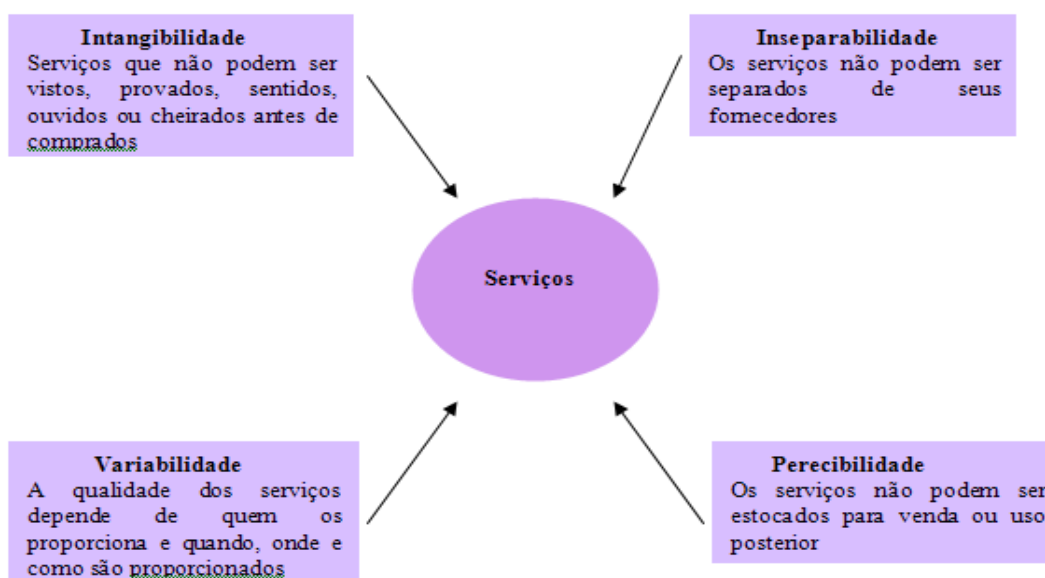 Intangibilidade
Serviços que não podem ser
vistos, provados, sentidos,
ouvidos ou cheirados antes de
comprados
Inseparabilidade
Os serviços não podem ser
separados de seus
fornecedores
Serviços
Variabilidade
A qualidade dos serviços
depende de quem os
proporciona e quando, onde e
como são proporcionados
Perecibilidade
Os serviços não podem ser
estocados para venda ou uso
posterior